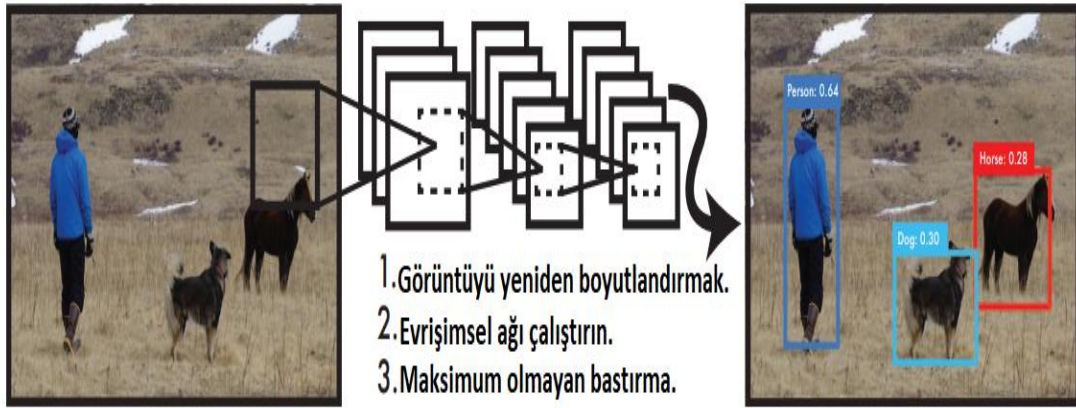 1.Görüntüyü yeniden boyutlandırmak.
2.Evrişimsel ağı çalıştırın.
3.Maksimum olmayan bastırma.
Person: 0.64
Horse: 0.28
Dog: 0.30